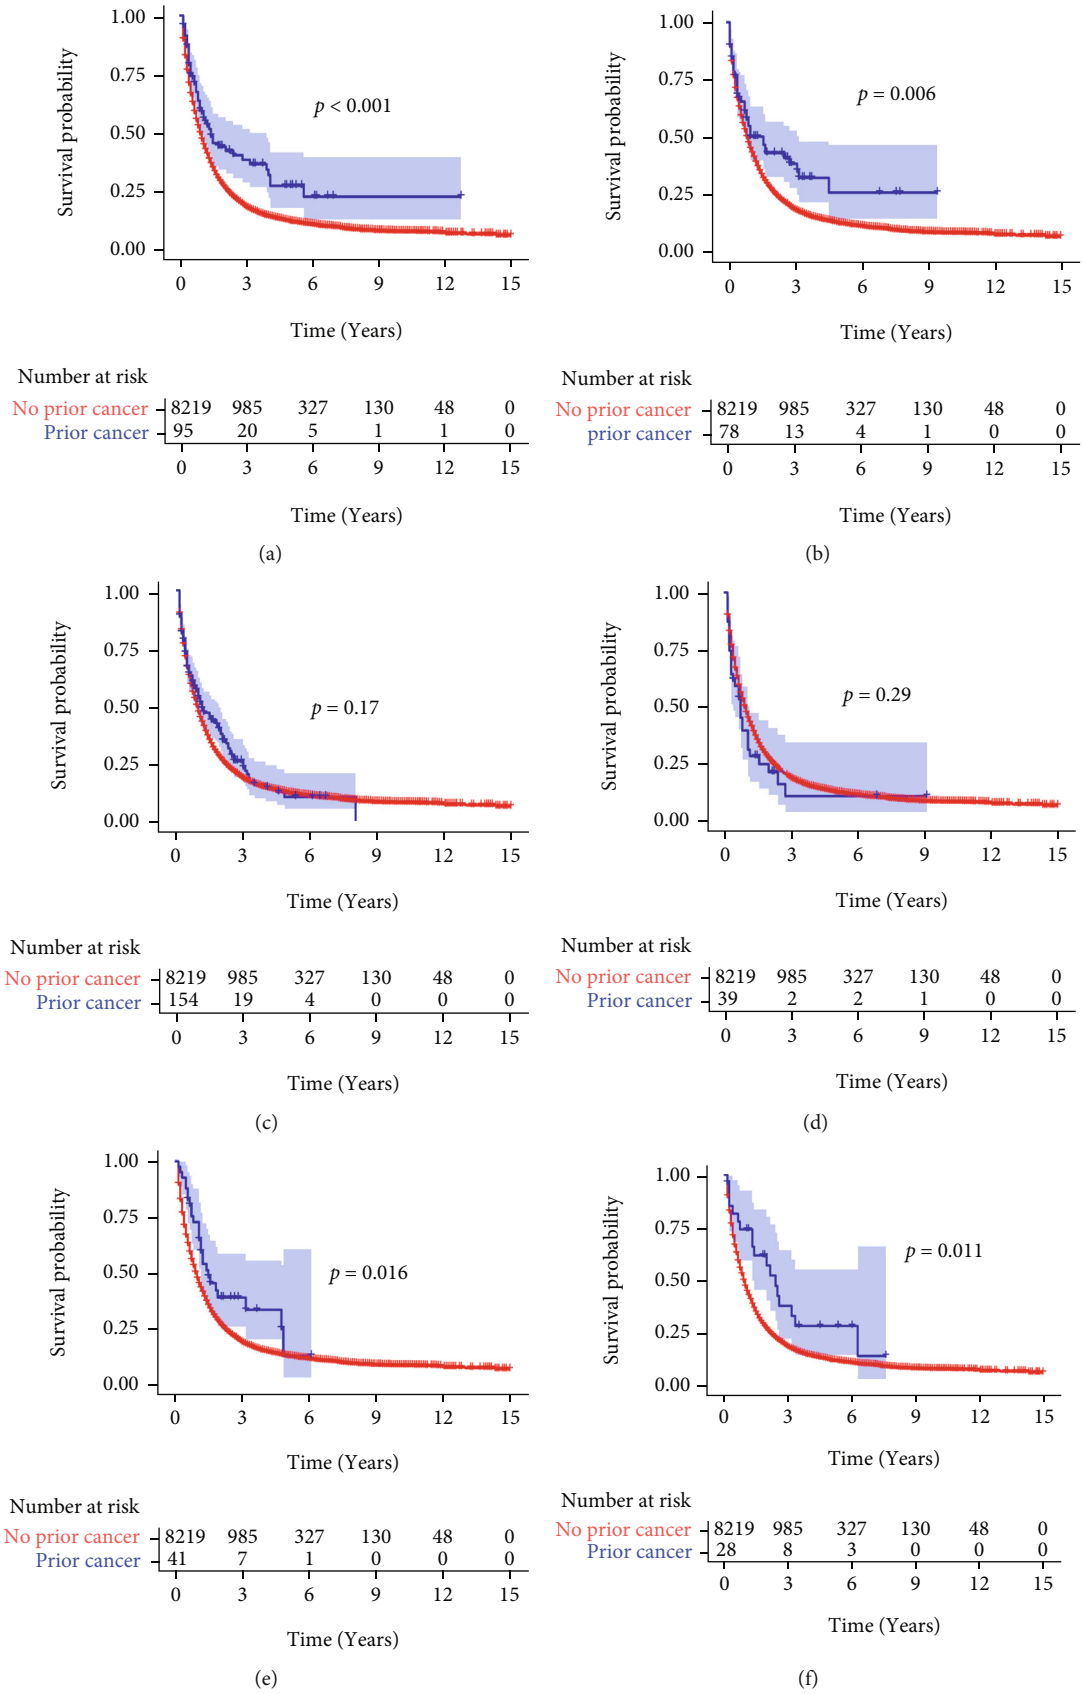 1.00
0.75
0.50
0.25
0.00
Survival probability
p < 0.001
0 3 6 9 12 15
Time (Years)
Number at risk
No prior cancer 8219 985 327 130 48 0
Prior cancer 95 20 5 1 1 0
0 3 6 9 12 15
Time (Years)
(a)
1.00
0.75
0.50
0.25
0.00
Survival probability
p = 0.006
0 3 6 9 12 15
Time (Years)
Number at risk
No prior cancer 8219 985 327 130 48 0
prior cancer 78 13 4 1 0 0
0 3 6 9 12 15
Time (Years)
(b)
1.00
0.75
0.50
0.25
0.00
Survival probability
p = 0.17
0 3 6 9 12 15
Time (Years)
Number at risk
No prior cancer 8219 985 327 130 48 0
Prior cancer 154 19 4 0 0 0
0 3 6 9 12 15
Time (Years)
(c)
1.00
0.75
0.50
0.25
0.00
Survival probability
p = 0.29
0 3 6 9 12 15
Time (Years)
Number at risk
No prior cancer 8219 985 327 130 48 0
Prior cancer 39 2 2 1 0 0
0 3 6 9 12 15
Time (Years)
(d)
1.00
0.75
0.50
0.25
0.00
Survival probability
p = 0.016
0 3 6 9 12 15
Time (Years)
Number at risk
No prior cancer 8219 985 327 130 48 0
Prior cancer 41 7 1 0 0 0
0 3 6 9 12 15
Time (Years)
(e)
1.00
0.75
0.50
0.25
0.00
Survival probability
p = 0.011
0 3 6 9 12 15
Time (Years)
Number at risk
No prior cancer 8219 985 327 130 48 0
Prior cancer 28 8 3 0 0 0
0 3 6 9 12 15
Time (Years)
(f)